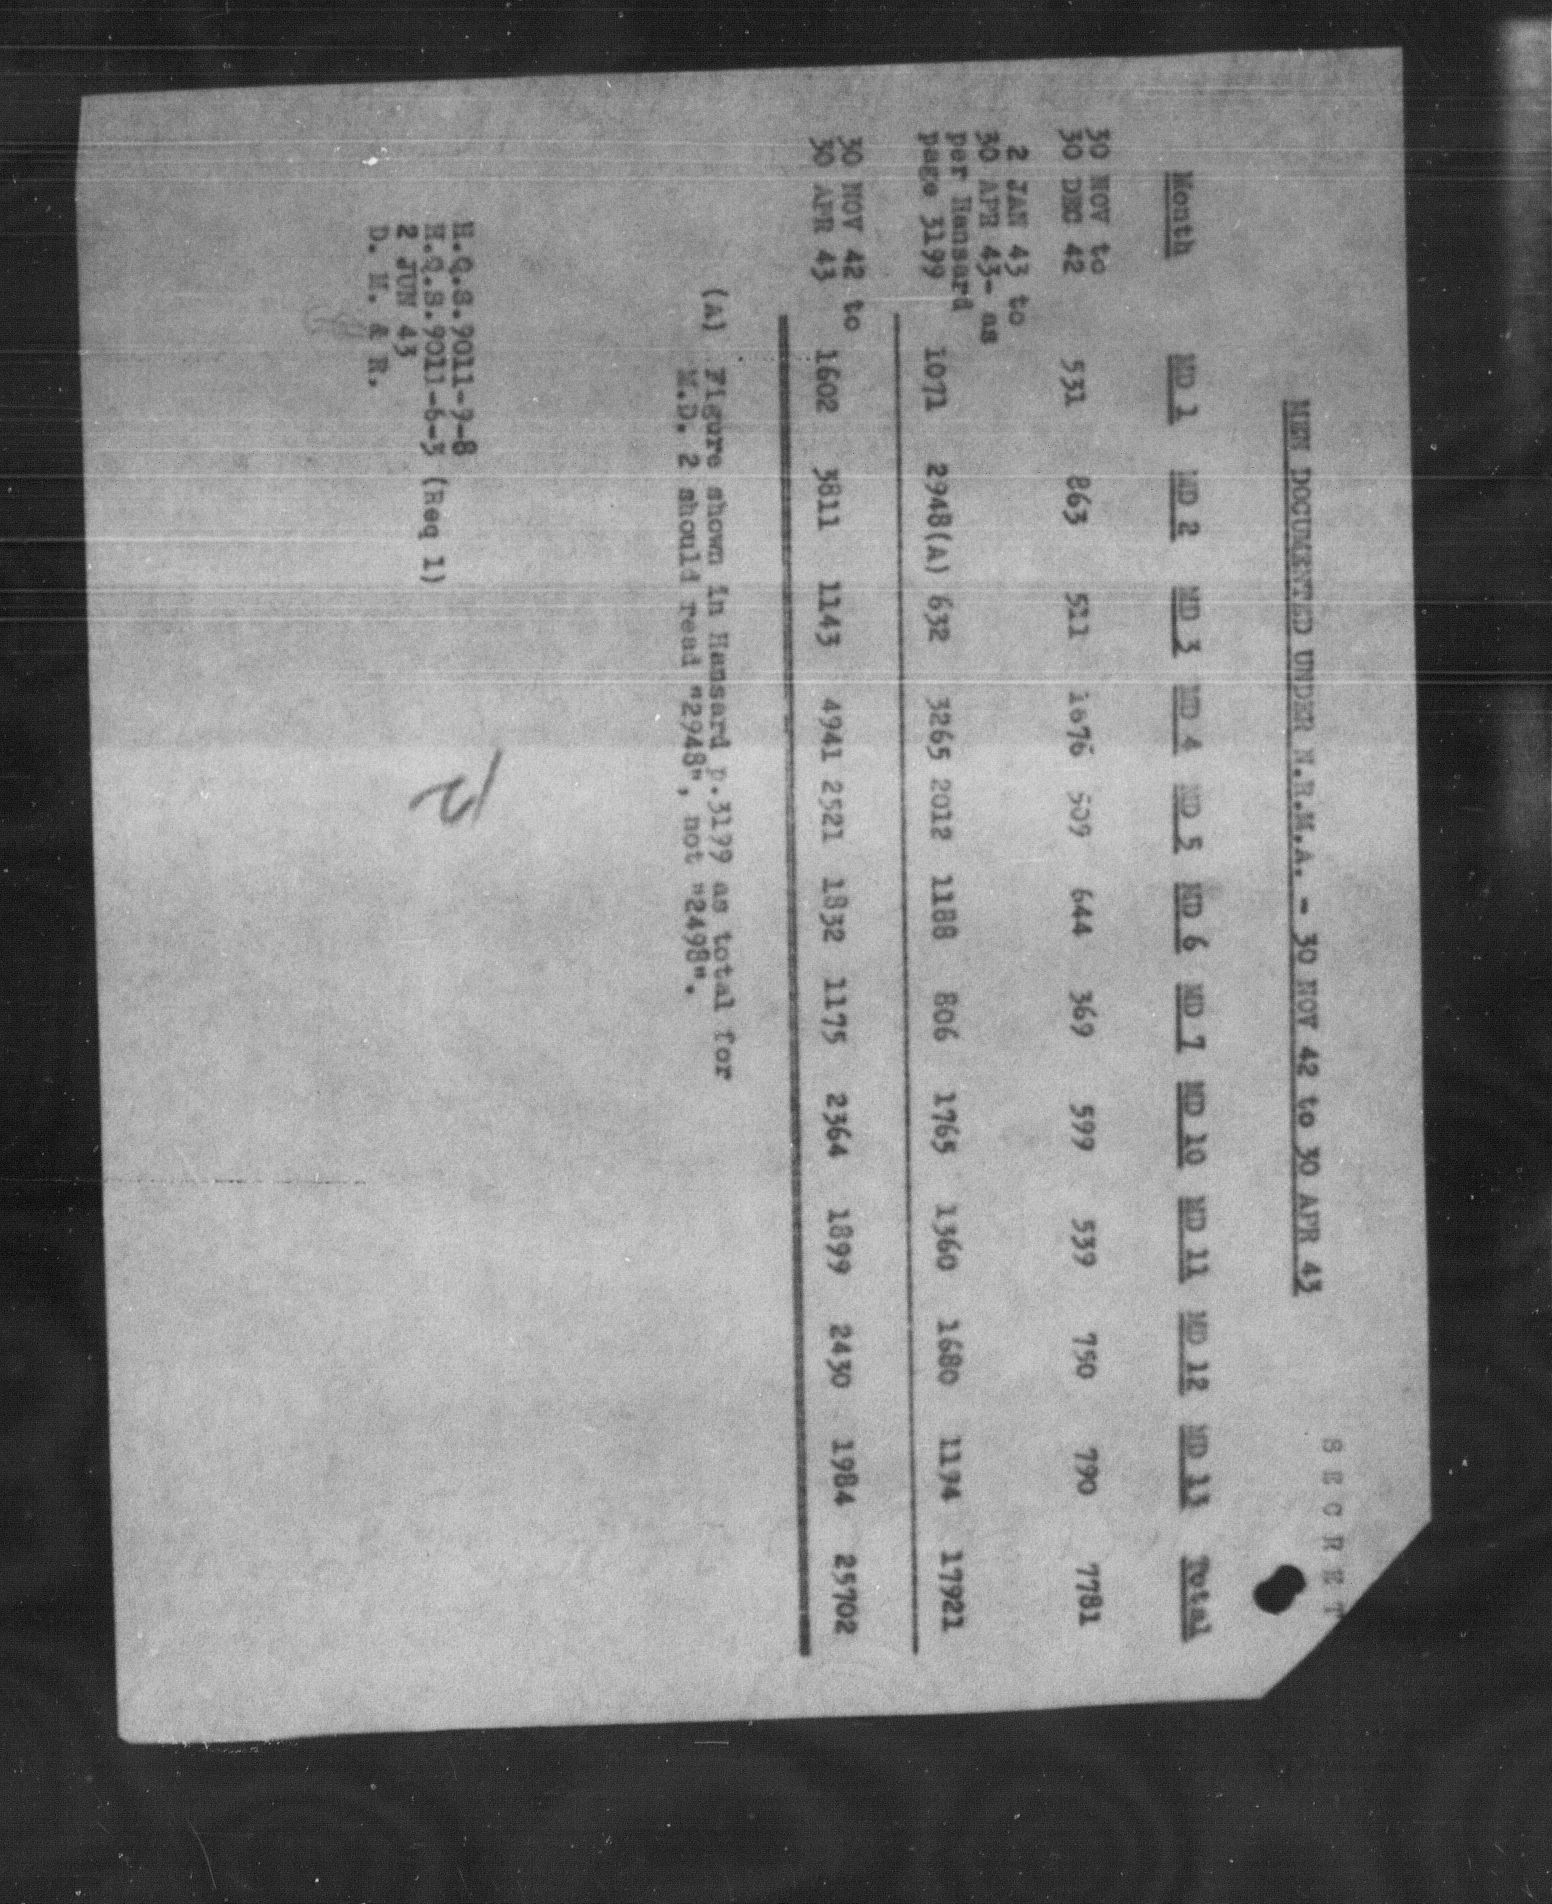 S E C R E T
MEN DOCUMENTED UNDER N.R.M.A. - 30 NOV 42 to 30 APR 43
Month MD 1 MD 2 MD 3 MD 4 MD 5 MD 6 MD 7 MD 10 MD 11 MD 12 MD 13 Total
30 NOV to
30 DEC 42 531 863 511 1676 509 644 369 599 539 750 790 7781
2 JAN 43 to
30 APR 43- as
per Hansard
page 3199 1071 2948(A) 632 3265 2012 1188 806 1765 1360 1680 1194 17921
30 NOV 42 to
30 APR 43 1602 3811 1143 4941 2521 1832 1175 2364 1899 2430 1984 25702
(A) Figure shown in Hansard p.3199 as total for
M.D. 2 should read "2948", not "2498".
H.Q.S.9011-9-8
H.Q.S.9011-6-3 (Req 1)
2 JUN 43
D. M. & R.